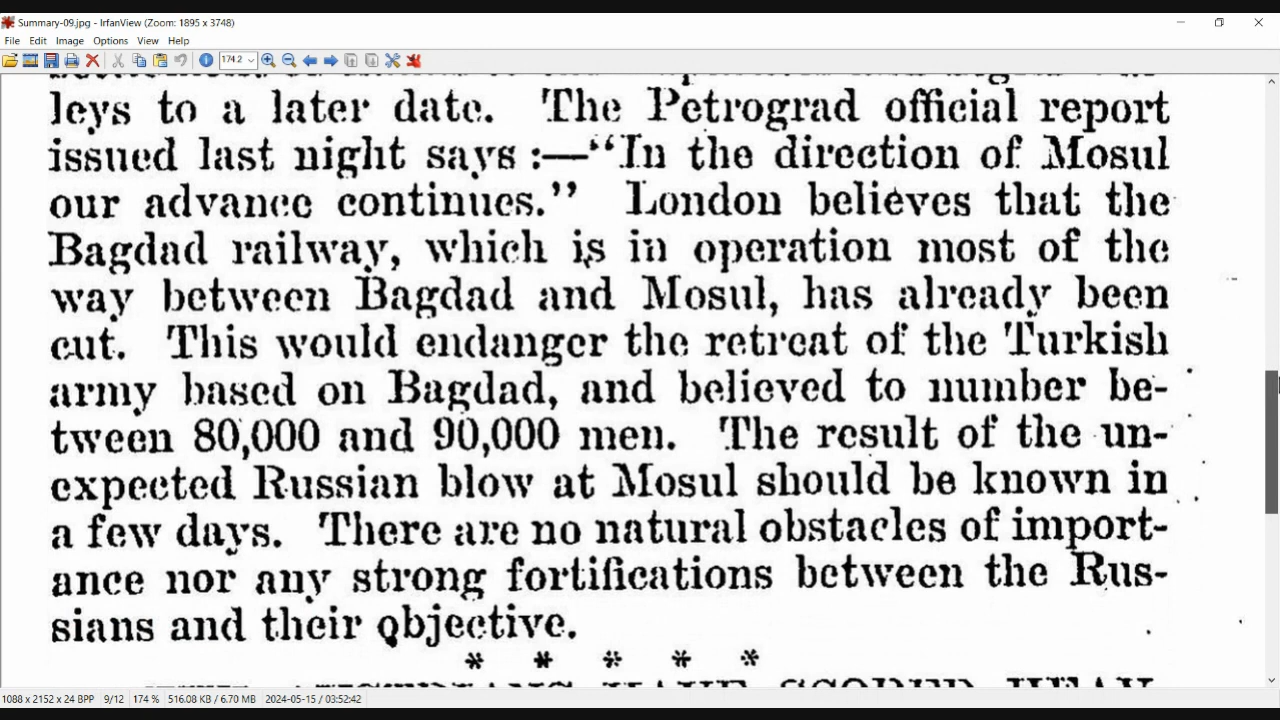 Summary-09.jpg - IrfanView (Zoom: 1895 x 3748)
File Edit Image Options View Help
174.2
leys to a later date. The Petrograd official report
issued last night says :—“In the direction of Mosul
our advance continues.” London believes that the
Bagdad railway, which is in operation most of the
way between Bagdad and Mosul, has already been
cut. This would endanger the retreat of the Turkish
army based on Bagdad, and believed to number be-
tween 80,000 and 90,000 men. The result of the un-
expected Russian blow at Mosul should be known in
a few days. There are no natural obstacles of import-
ance nor any strong fortifications between the Rus-
sians and their objective.
* * * * *
HAVE SCORED HEAV
1088 x 2152 x 24 BPP 9/12 174 % 516.08 KB / 6.70 MB 2024-05-15 / 03:52:42